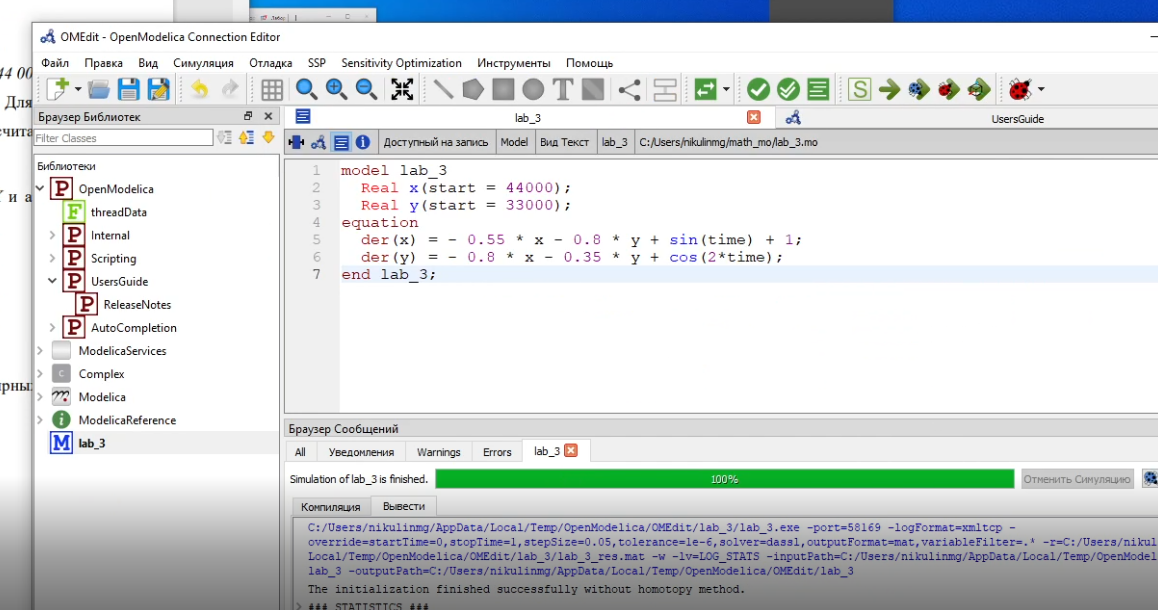 OMEdit - OpenModelica Connection Editor
Файл Правка Вид Симуляция Отладка SSP Sensitivity Optimization Инструменты Помощь
44 00
Для
Браузер Библиотек
lab_3
UsersGuide
счита
Filter Classes
Доступный на запись Model Вид Текст lab_3 C:/Users/nikulinmg/math_mo/lab_3.mo
Библиотеки
P OpenModelica
F threadData
P Internal
P Scripting
P UsersGuide
P ReleaseNotes
P AutoCompletion
ModelicaServices
C Complex
Modelica
i ModelicaReference
M lab_3
и а
рных
1 model lab_3
2 Real x(start = 44000);
3 Real y(start = 33000);
4 equation
5 der(x) = - 0.55 * x - 0.8 * y + sin(time) + 1;
6 der(y) = - 0.8 * x - 0.35 * y + cos(2*time);
7 end lab_3;
Браузер Сообщений
All Уведомления Warnings Errors lab_3
Simulation of lab_3 is finished. 100% Отменить Симуляцию
Компиляция Вывести
C:/Users/nikulinmg/AppData/Local/Temp/OpenModelica/OMEdit/lab_3/lab_3.exe -port=58169 -logFormat=xmltcp -
override=startTime=0,stopTime=1,stepSize=0.05,tolerance=1e-6,solver=dassl,outputFormat=mat,variableFilter=.* -r=C:/Users/nikul
Local/Temp/OpenModelica/OMEdit/lab_3/lab_3_res.mat -w -lv=LOG_STATS -inputPath=C:/Users/nikulinmg/AppData/Local/Temp/OpenModel
lab_3 -outputPath=C:/Users/nikulinmg/AppData/Local/Temp/OpenModelica/OMEdit/lab_3
The initialization finished successfully without homotopy method.
### STATISTICS ###